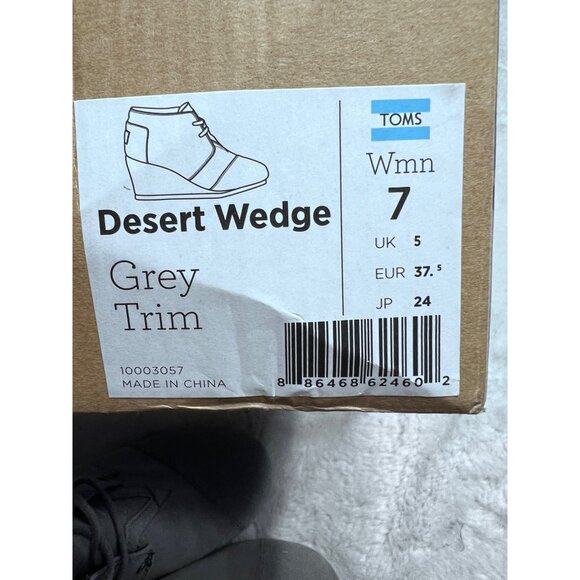 Desert Wedge
Grey
Trim
10003057
MADE IN CHINA
TOMS
Wmn
7
UK 5
EUR 37.5
JP 24
8 86468 62460 2